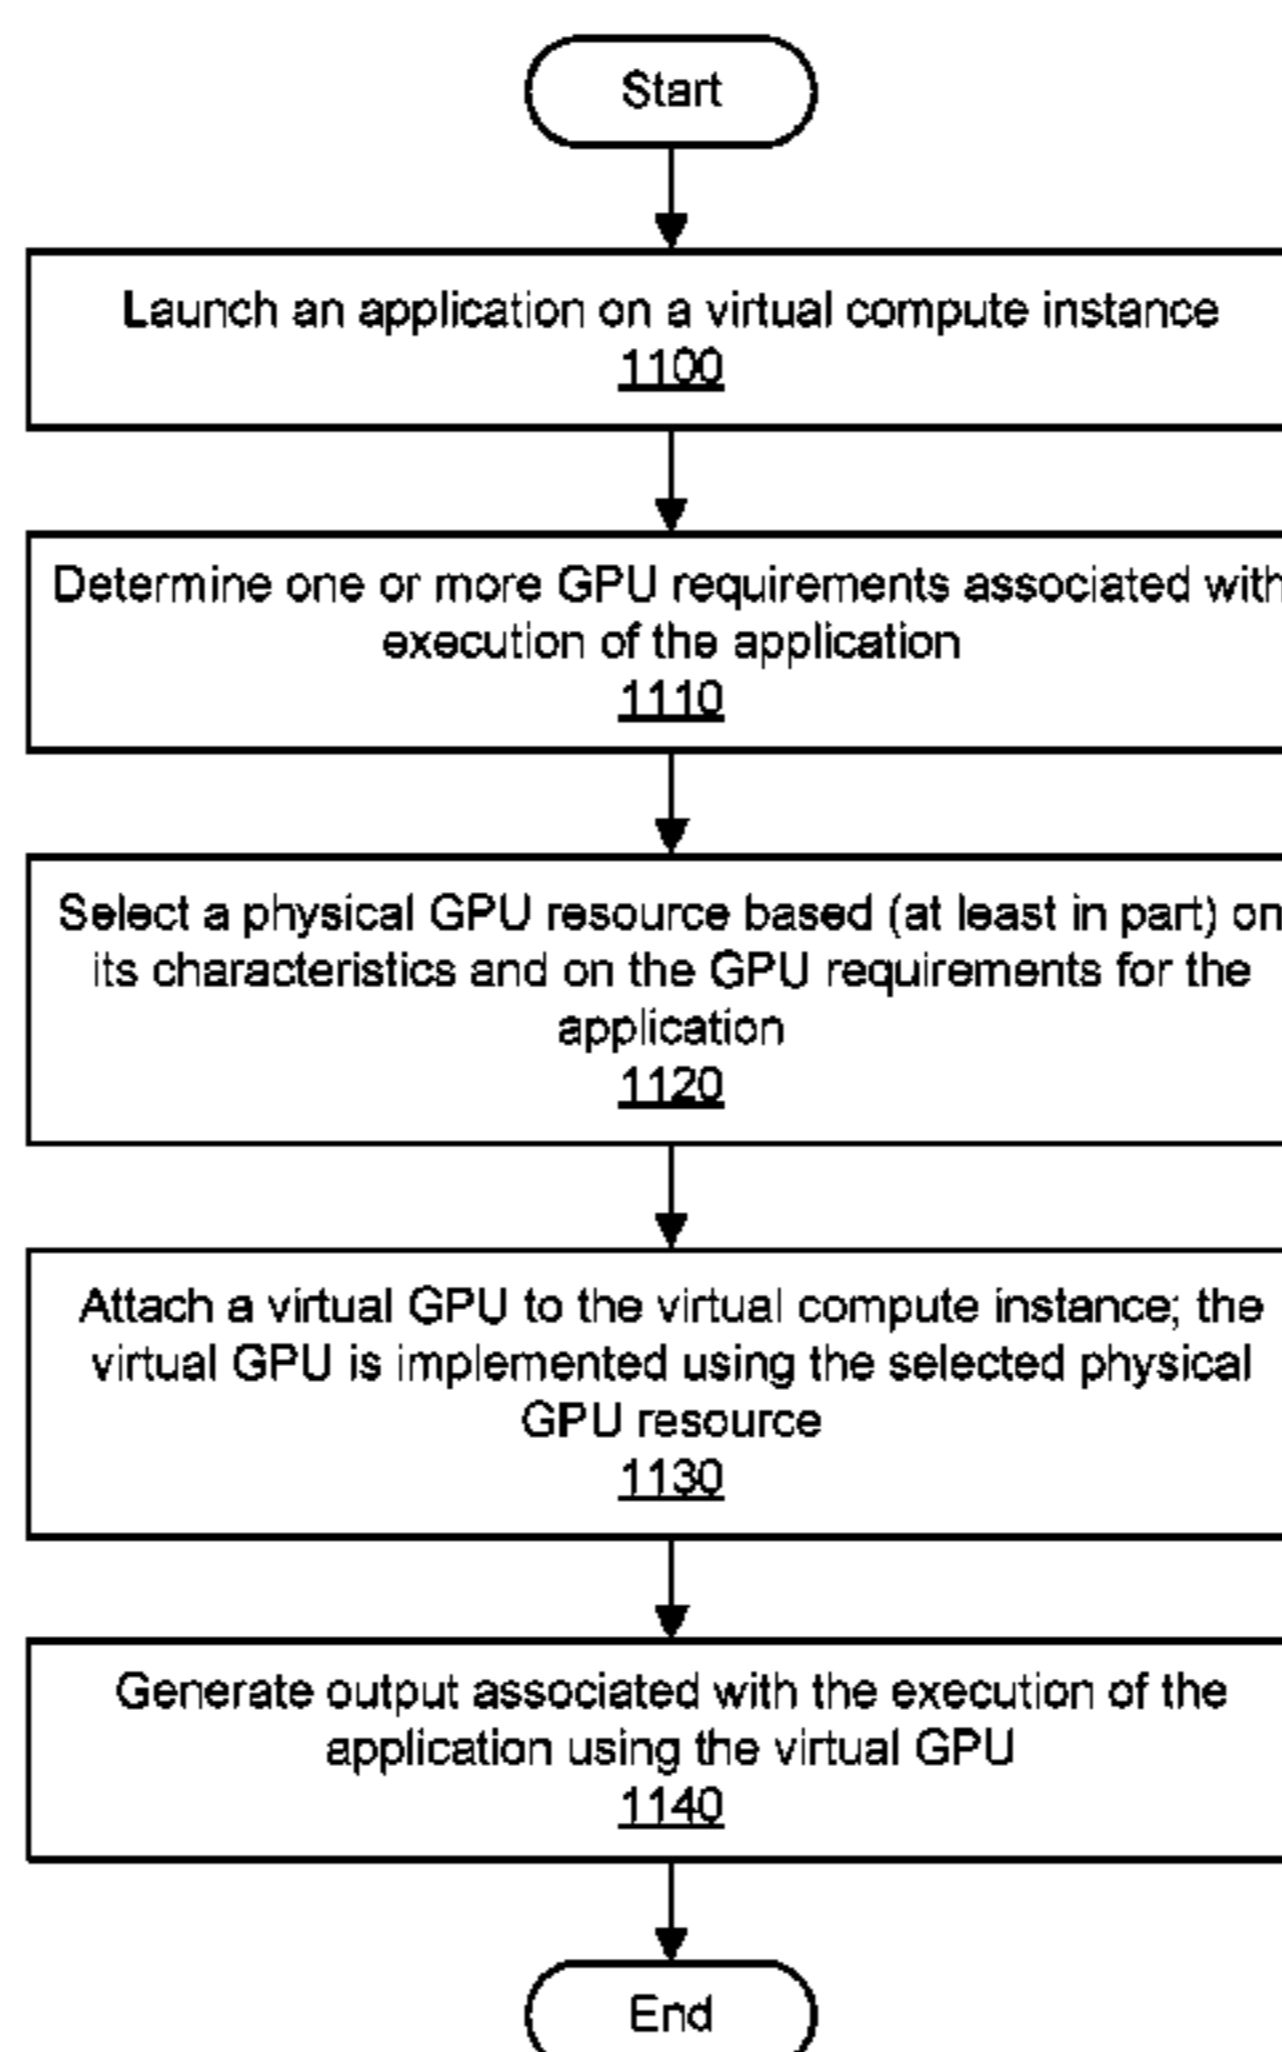 Start
Launch an application on a virtual compute instance
1100
Determine one or more GPU requirements associated with
execution of the application
1110
Select a physical GPU resource based (at least in part) on
its characteristics and on the GPU requirements for the
application
1120
Attach a virtual GPU to the virtual compute instance; the
virtual GPU is implemented using the selected physical
GPU resource
1130
Generate output associated with the execution of the
application using the virtual GPU
1140
End